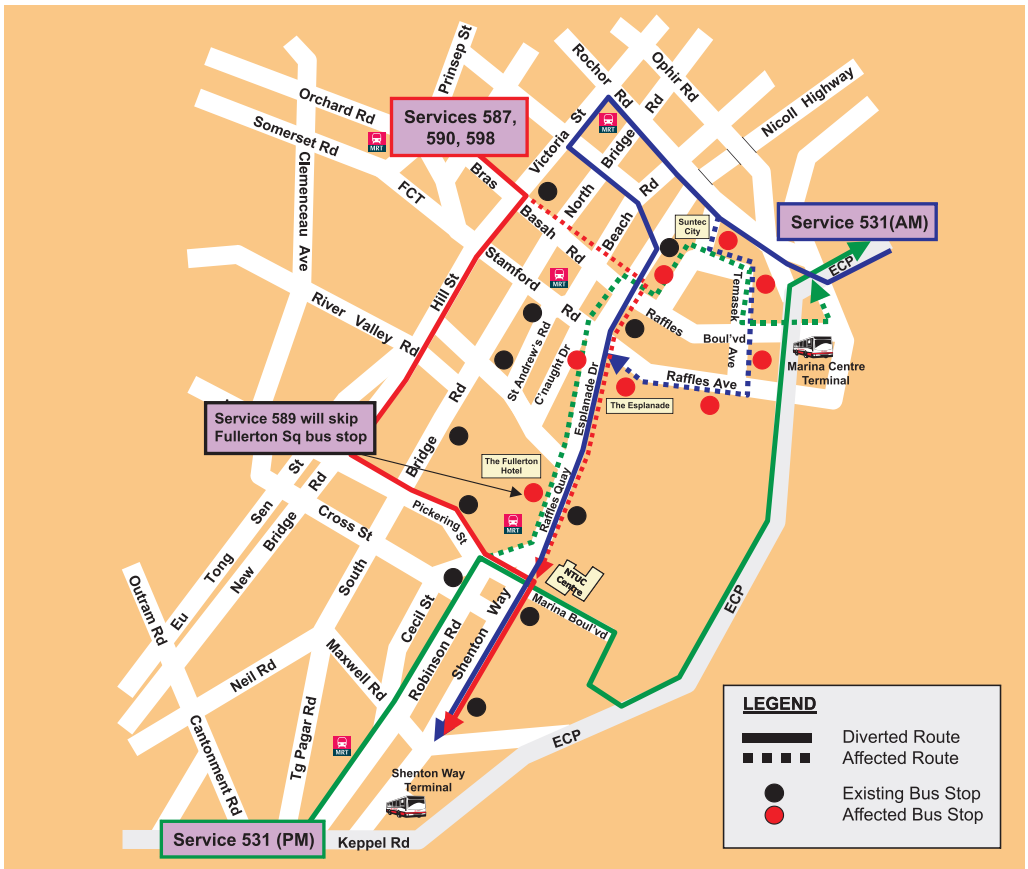 Prinsep St
Rochor Rd
Ophir Rd
Orchard Rd
Nicoll Highway
Services 587,
590, 598
MRT
MRT
Somerset Rd
Victoria St
Bridge Rd
North
Clemenceau Ave
FCT
Bras
Basah Rd
Beach Rd
Suntec
City
Service 531(AM)
ECP
Stamford Rd
MRT
Hill St
River Valley Rd
Temasek
Ave
Raffles
Boul'vd
Marina Centre
Terminal
St Andrew's Rd
C'naught Dr
Esplanade Dr
Raffles Ave
The Esplanade
Service 589 will skip
Fullerton Sq bus stop
The Fullerton
Hotel
South
Bridge
Rd
Raffles Quay
MRT
Eu
Tong
Sen
St
New
Bridge
Rd
Cross St
Pickering St
NTUC
Centre
Marina Boul'vd
ECP
Outram Rd
Cecil St
Robinson Rd
Shenton Way
Neil Rd
Maxwell Rd
Cantonment Rd
Tg Pagar Rd
MRT
ECP
Shenton Way
Terminal
Service 531 (PM)
Keppel Rd
LEGEND
Diverted Route
Affected Route
Existing Bus Stop
Affected Bus Stop